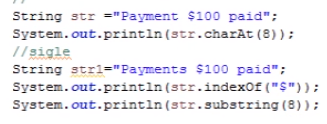 //
String str ="Payment $100 paid";
System.out.println(str.charAt(8));
//sigle
String str1="Payments $100 paid";
System.out.println(str.indexOf("$"));
System.out.println(str.substring(8));